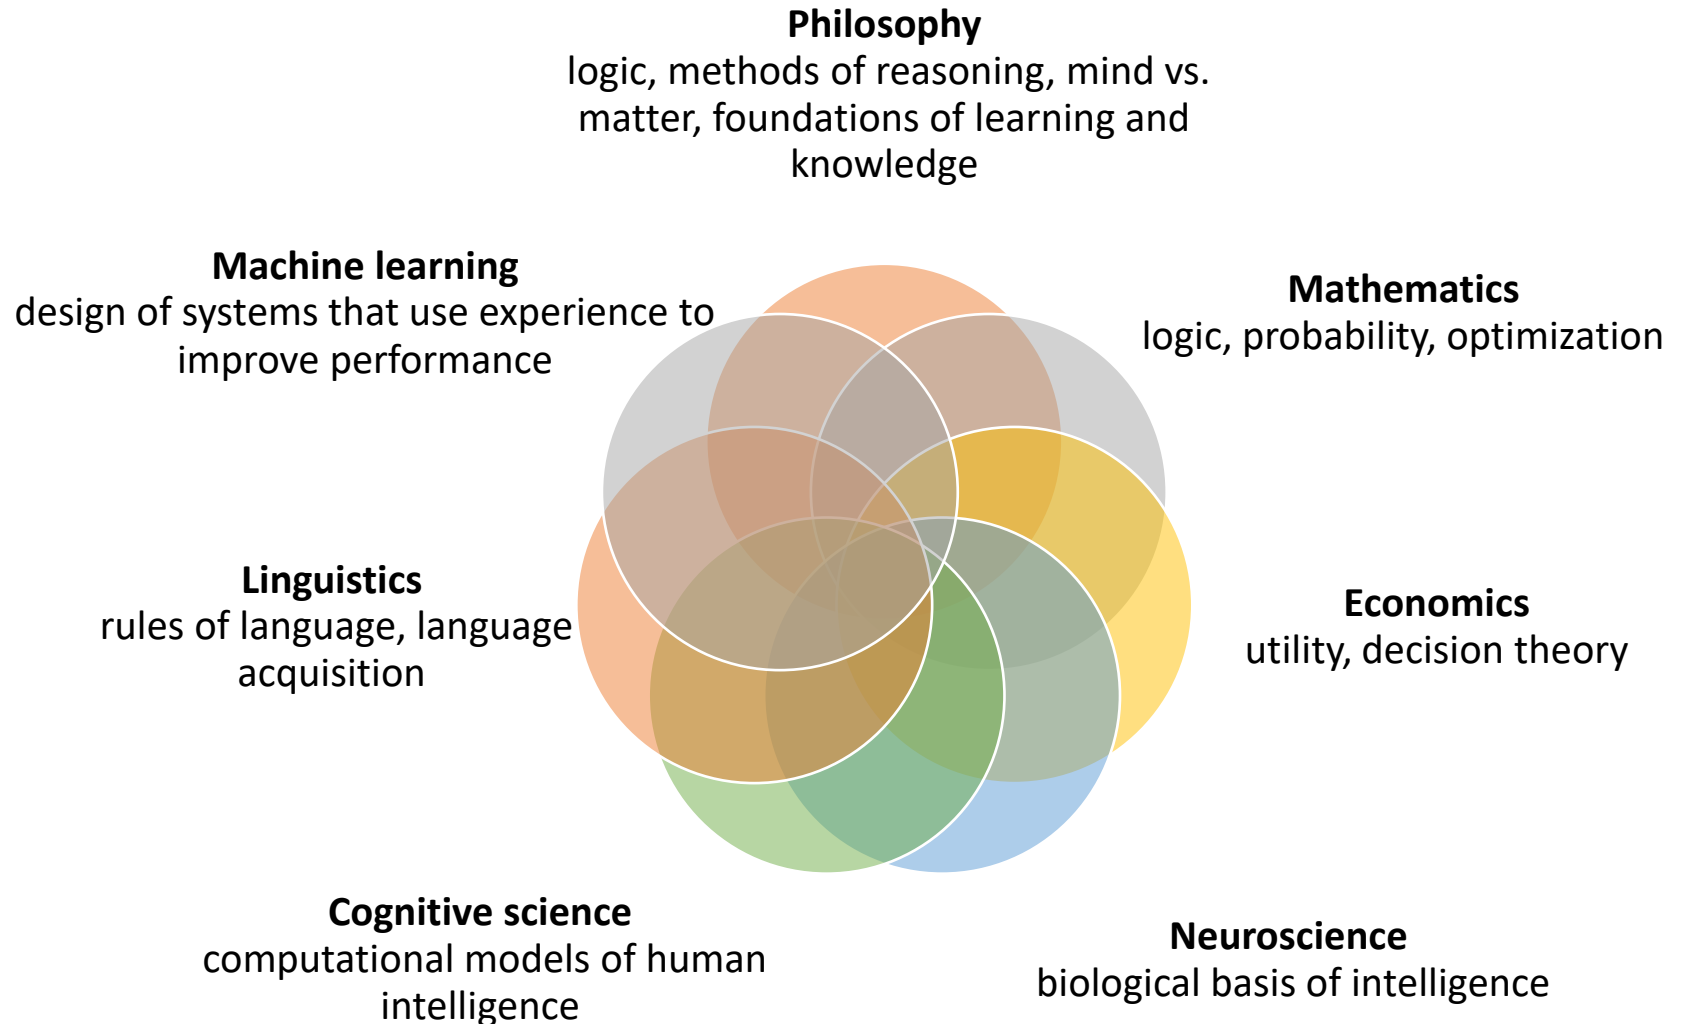 Philosophy
logic, methods of reasoning, mind vs.
matter, foundations of learning and
knowledge
Machine learning
design of systems that use experience to
improve performance
Mathematics
logic, probability, optimization
Linguistics
rules of language, language
acquisition
Economics
utility, decision theory
Cognitive science
computational models of human
intelligence
Neuroscience
biological basis of intelligence